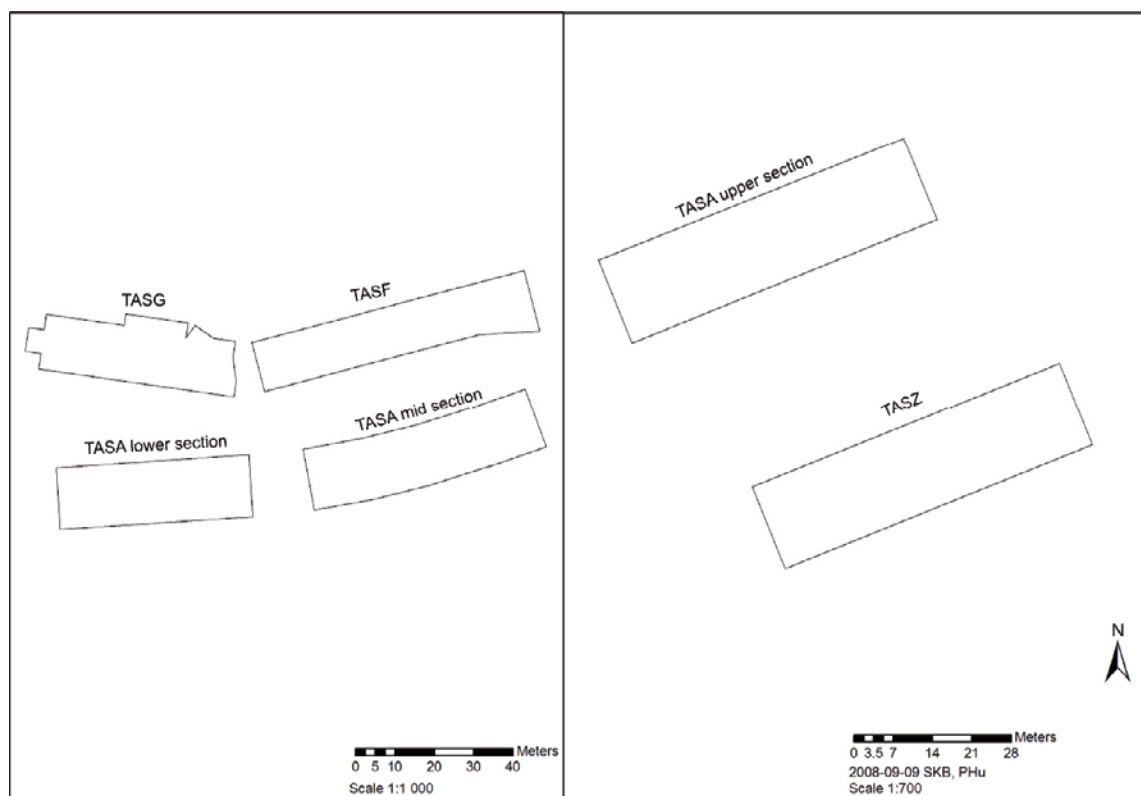 TASG
TASF
TASA mid section
TASA lower section
Meters
0 5 10 20 30 40
Scale 1:1 000
TASA upper section
TASZ
N
Meters
0 3.5 7 14 21 28
2008-09-09 SKB, PHu
Scale 1:700